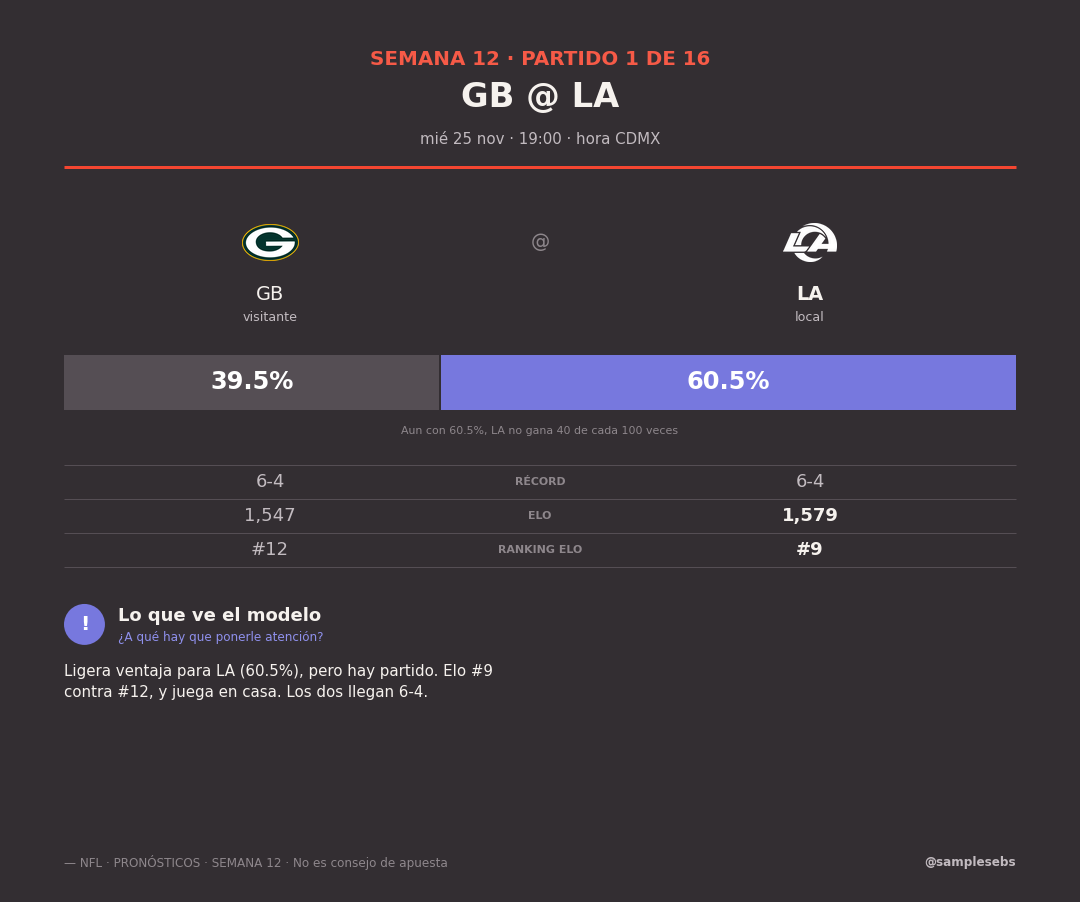 SEMANA 12 · PARTIDO 1 DE 16
GB @ LA
mié 25 nov · 19:00 · hora CDMX
G
@
LA
GB
LA
visitante
local
39.5%
60.5%
Aun con 60.5%, LA no gana 40 de cada 100 veces
6-4 RÉCORD 6-4
1,547 ELO 1,579
#12 RANKING ELO #9
!
Lo que ve el modelo
¿A qué hay que ponerle atención?
Ligera ventaja para LA (60.5%), pero hay partido. Elo #9
contra #12, y juega en casa. Los dos llegan 6-4.
— NFL · PRONÓSTICOS · SEMANA 12 · No es consejo de apuesta
@samplesebs